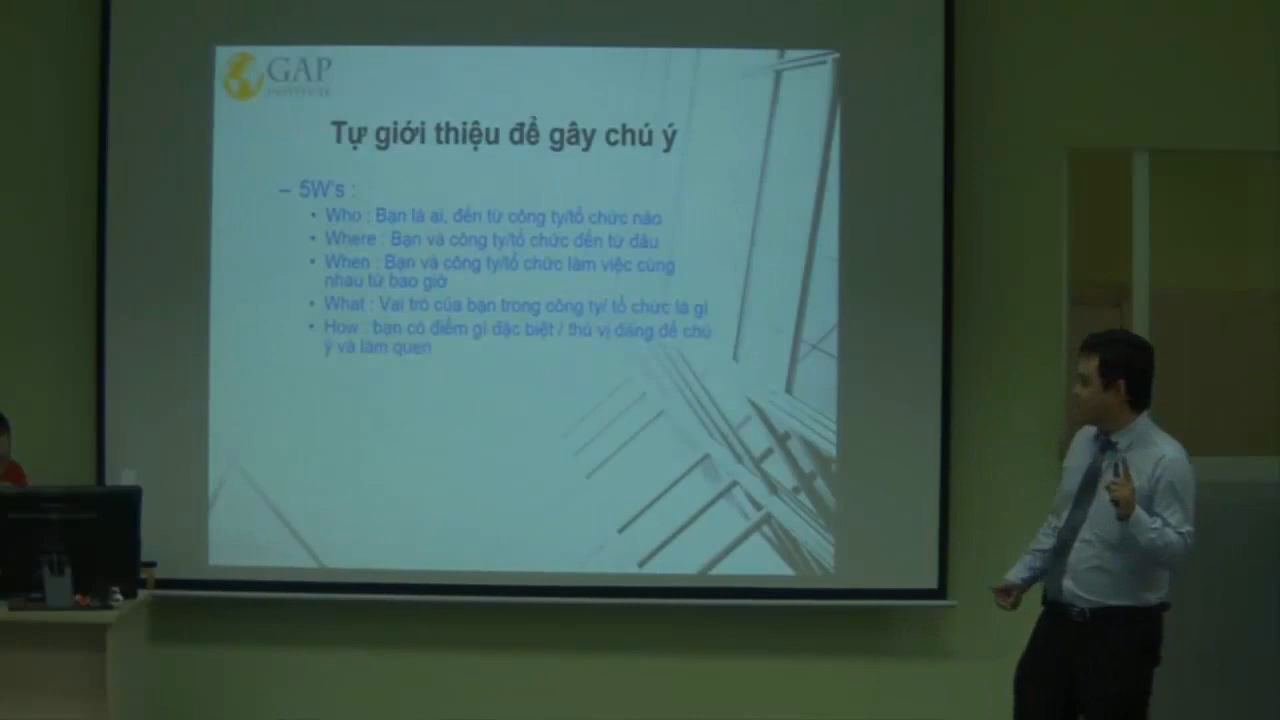 GAP
INSTITUTE
Tự giới thiệu để gây chú ý
– 5W's :
• Who : Bạn là ai, đến từ công ty/tổ chức nào
• Where : Bạn và công ty/tổ chức đến từ đâu
• When : Bạn và công ty/tổ chức làm việc cùng
nhau từ bao giờ
• What : Vai trò của bạn trong công ty/ tổ chức là gì
• How : bạn có điểm gì đặc biệt / thú vị đáng để chú
ý và làm quen